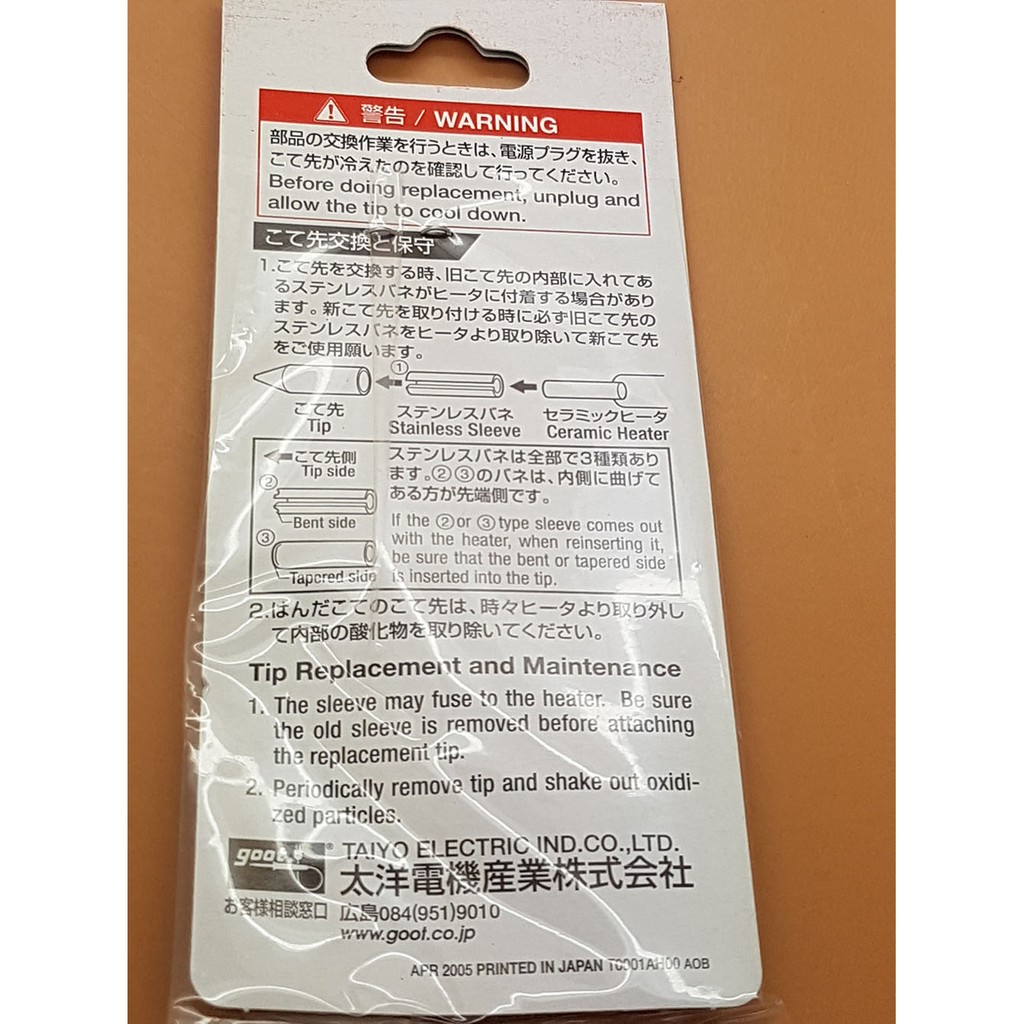 警告 / WARNING
部品の交換作業を行うときは、電源プラグを抜き、
こて先が冷えたのを確認して行ってください。
Before doing replacement, unplug and
allow the tip to cool down.
こて先交換と保守
1.こて先を交換する時、旧こて先の内部に入れてあ
るステンレスバネがヒータに付着する場合があり
ます。新こて先を取り付ける時に必ず旧こて先の
ステンレスバネをヒータより取り除いて新こて先
をご使用願います。
①
こて先 ステンレスバネ セラミックヒータ
Tip Stainless Sleeve Ceramic Heater
こて先側
Tip side
②
Bent side
③
Tapered side
ステンレスバネは全部で3種類あり
ます。②③のバネは、内側に曲げて
ある方が先端側です。
If the ② or ③ type sleeve comes out
with the heater, when reinserting it,
be sure that the bent or tapered side
is inserted into the tip.
2.はんだこてのこて先は、時々ヒータより取り外し
て内部の酸化物を取り除いてください。
Tip Replacement and Maintenance
1. The sleeve may fuse to the heater. Be sure
the old sleeve is removed before attaching
the replacement tip.
2. Periodically remove tip and shake out oxidi-
zed particles.
goot® TAIYO ELECTRIC IND.CO.,LTD.
太洋電機産業株式会社
お客様相談窓口 広島084(951)9010
www.goot.co.jp
APR 2005 PRINTED IN JAPAN T0001AH00 AOB